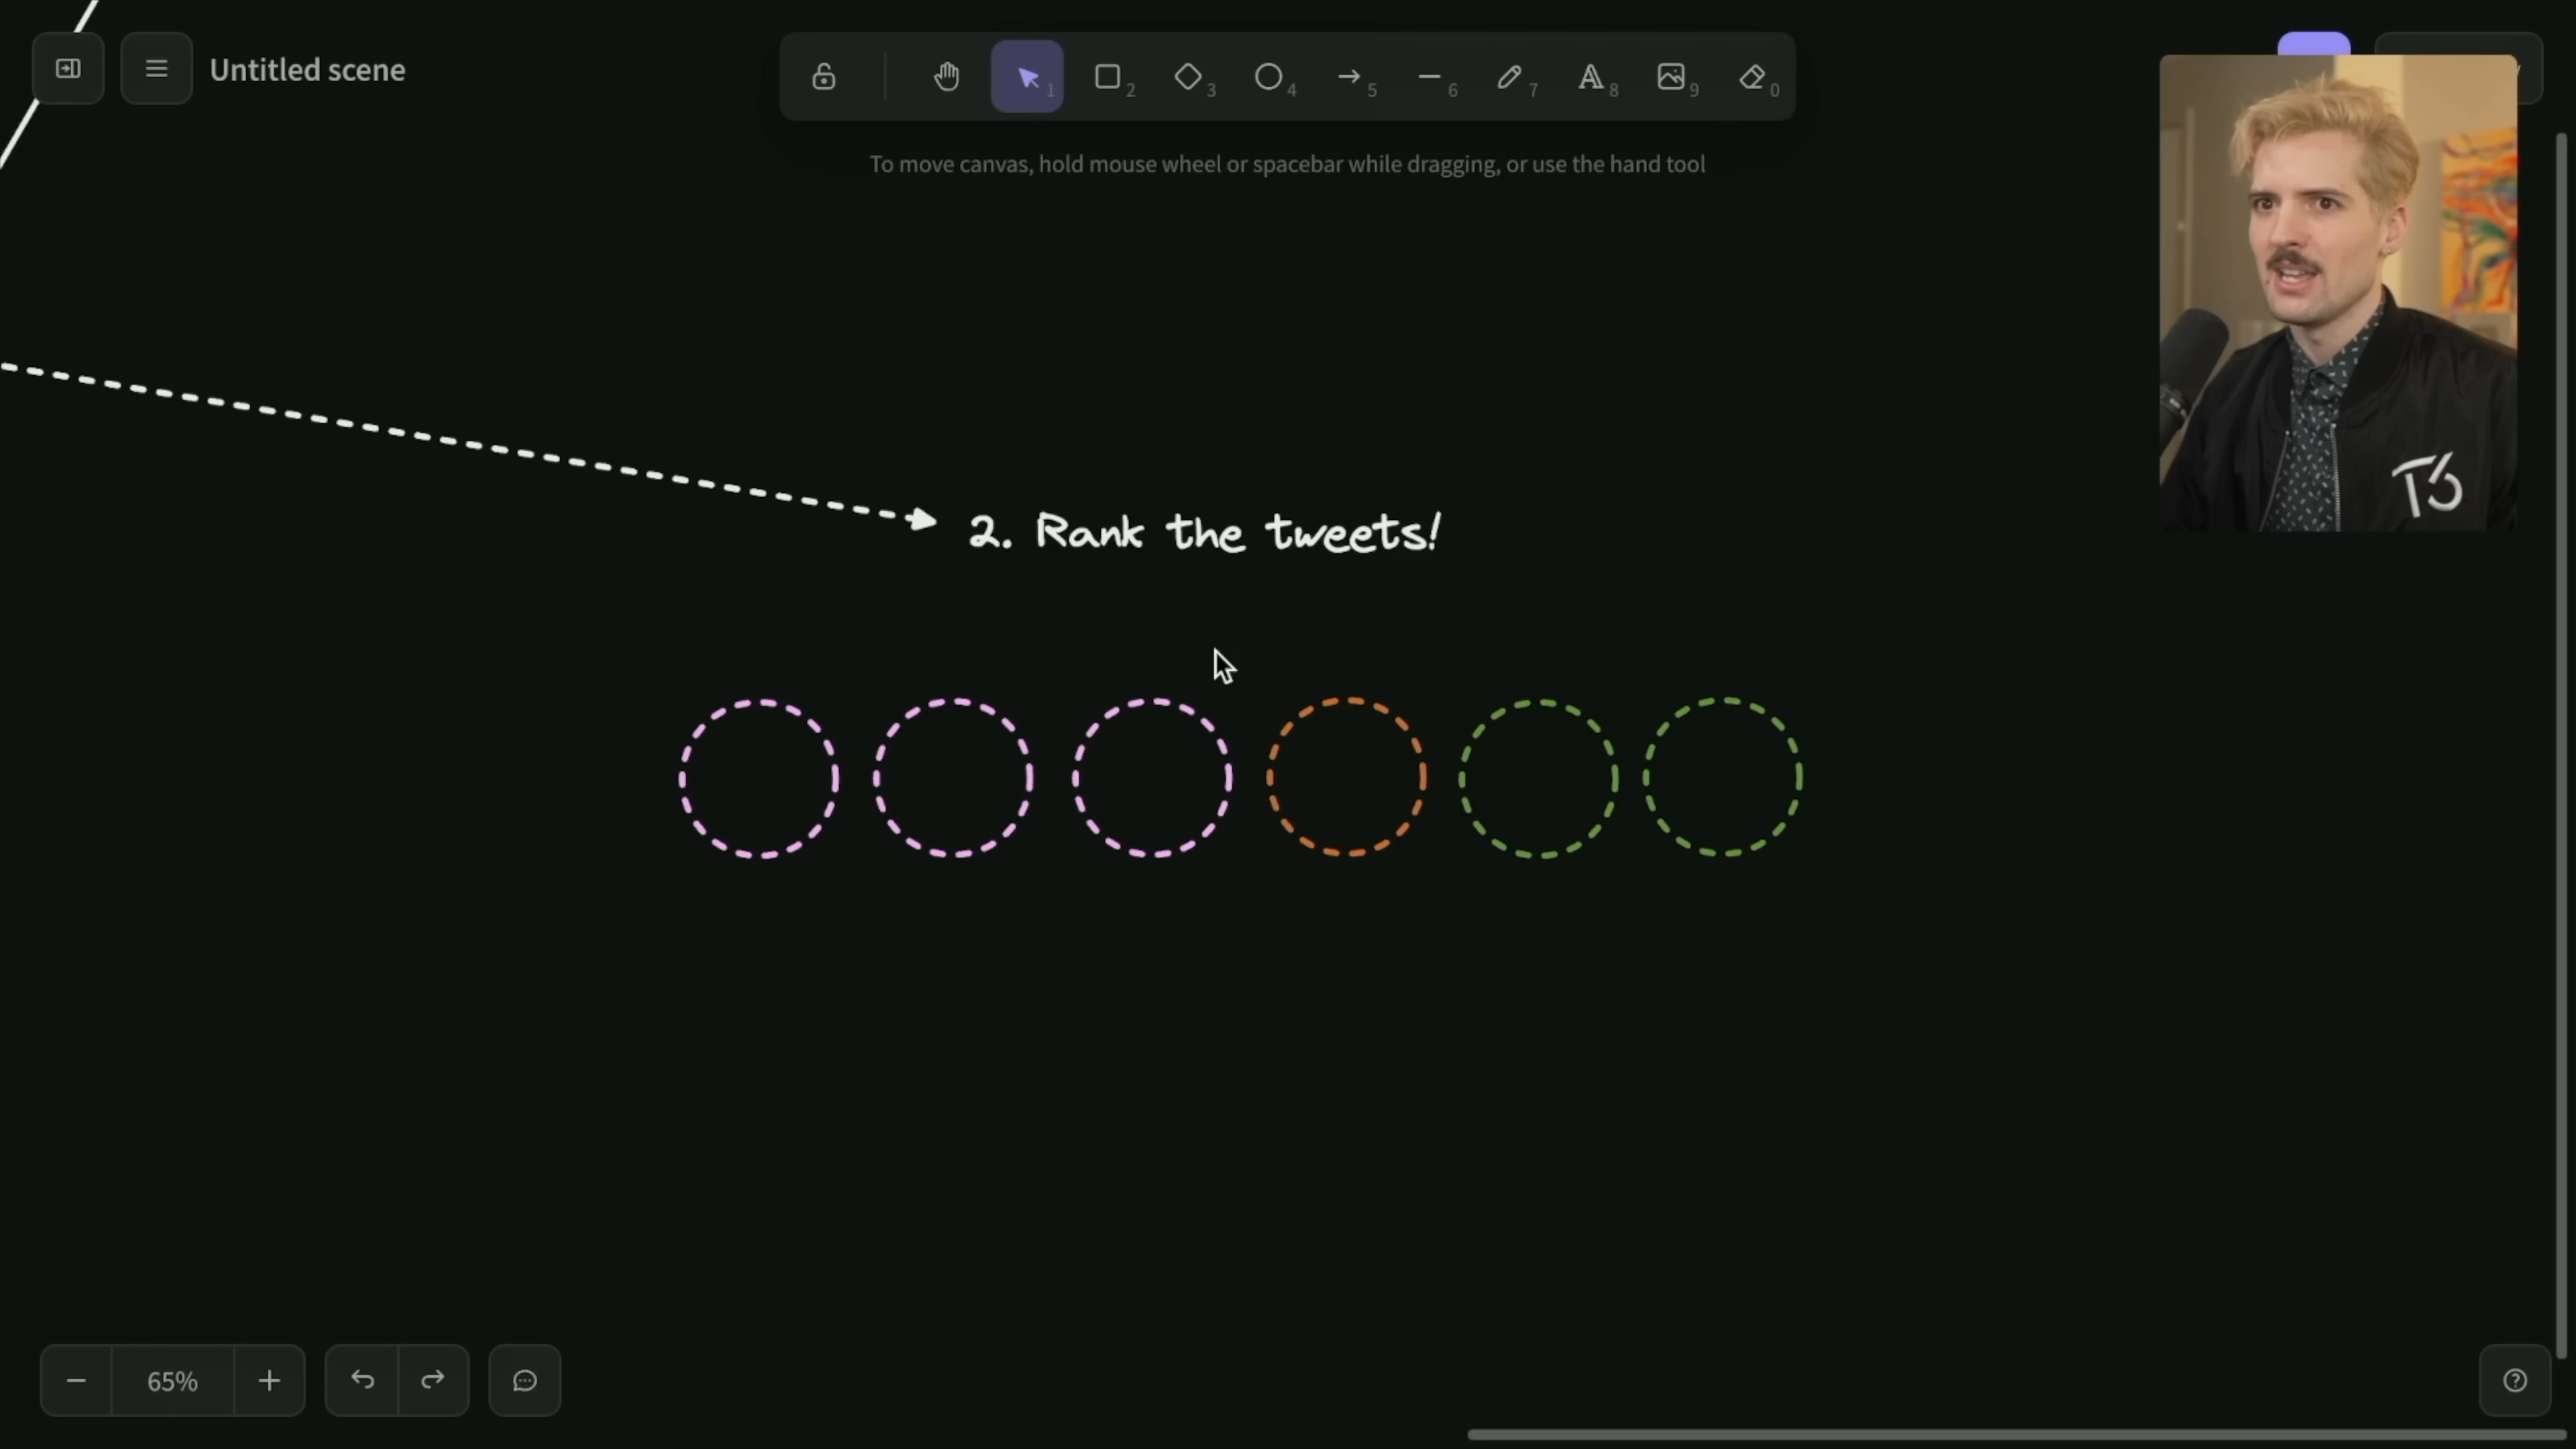 Untitled scene
1 2 3 4 5 6 7 8 9 0
To move canvas, hold mouse wheel or spacebar while dragging, or use the hand tool
T3
2. Rank the tweets!
65%